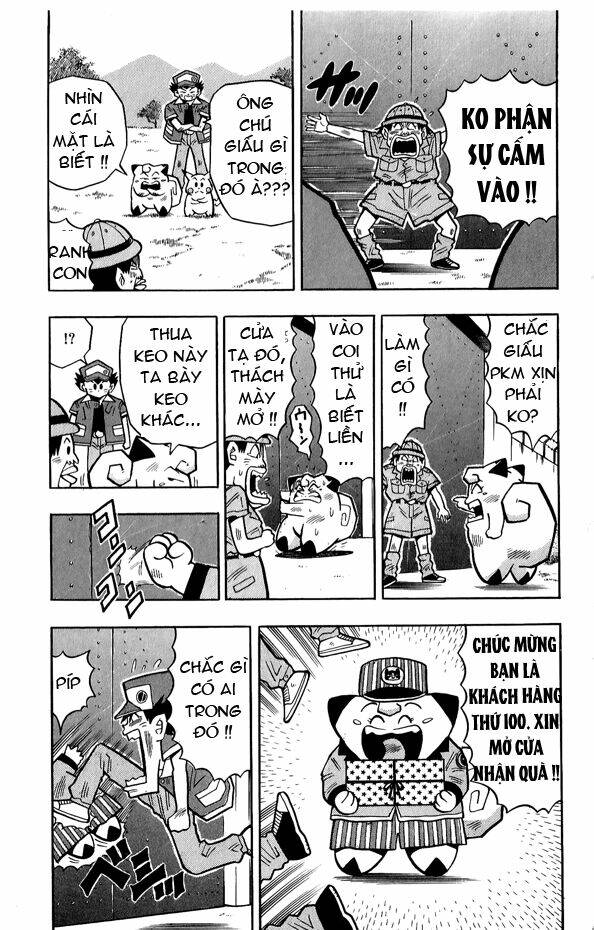 KO PHẬN
SỰ CẤM
VÀO !!
ÔNG
CHÚ
GIẤU GÌ
TRONG
ĐÓ À???
NHÌN
CÁI
MẶT LÀ
BIẾT !!
RANH
CON
CHẮC
GIẤU
PKM XỊN
PHẢI
KO?
LÀM
GÌ CÓ
!!
VÀO
COI
THỬ
LÀ
BIẾT
LIỀN
...
CỬA
TẠ ĐÓ,
THÁCH
MÀY
MỞ !!
THUA
KEO NÀY
TA BÀY
KEO
KHÁC...
!?
CHÚC MỪNG
BẠN LÀ
KHÁCH HÀNG
THỨ 100. XIN
MỞ CỬA
NHẬN QUÀ !!
CHẮC GÌ
CÓ AI
TRONG
ĐÓ !!
PÍP